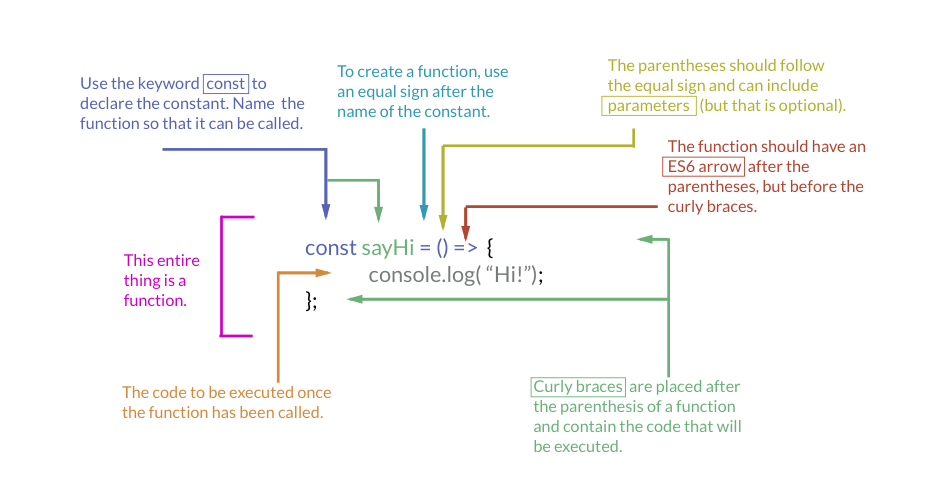 Use the keyword const to
declare the constant. Name the
function so that it can be called.
To create a function, use
an equal sign after the
name of the constant.
The parentheses should follow
the equal sign and can include
parameters (but that is optional).
The function should have an
ES6 arrow after the
parentheses, but before the
curly braces.
This entire
thing is a
function.
const sayHi = () => {
console.log( “Hi!”);
};
The code to be executed once
the function has been called.
Curly braces are placed after
the parenthesis of a function
and contain the code that will
be executed.